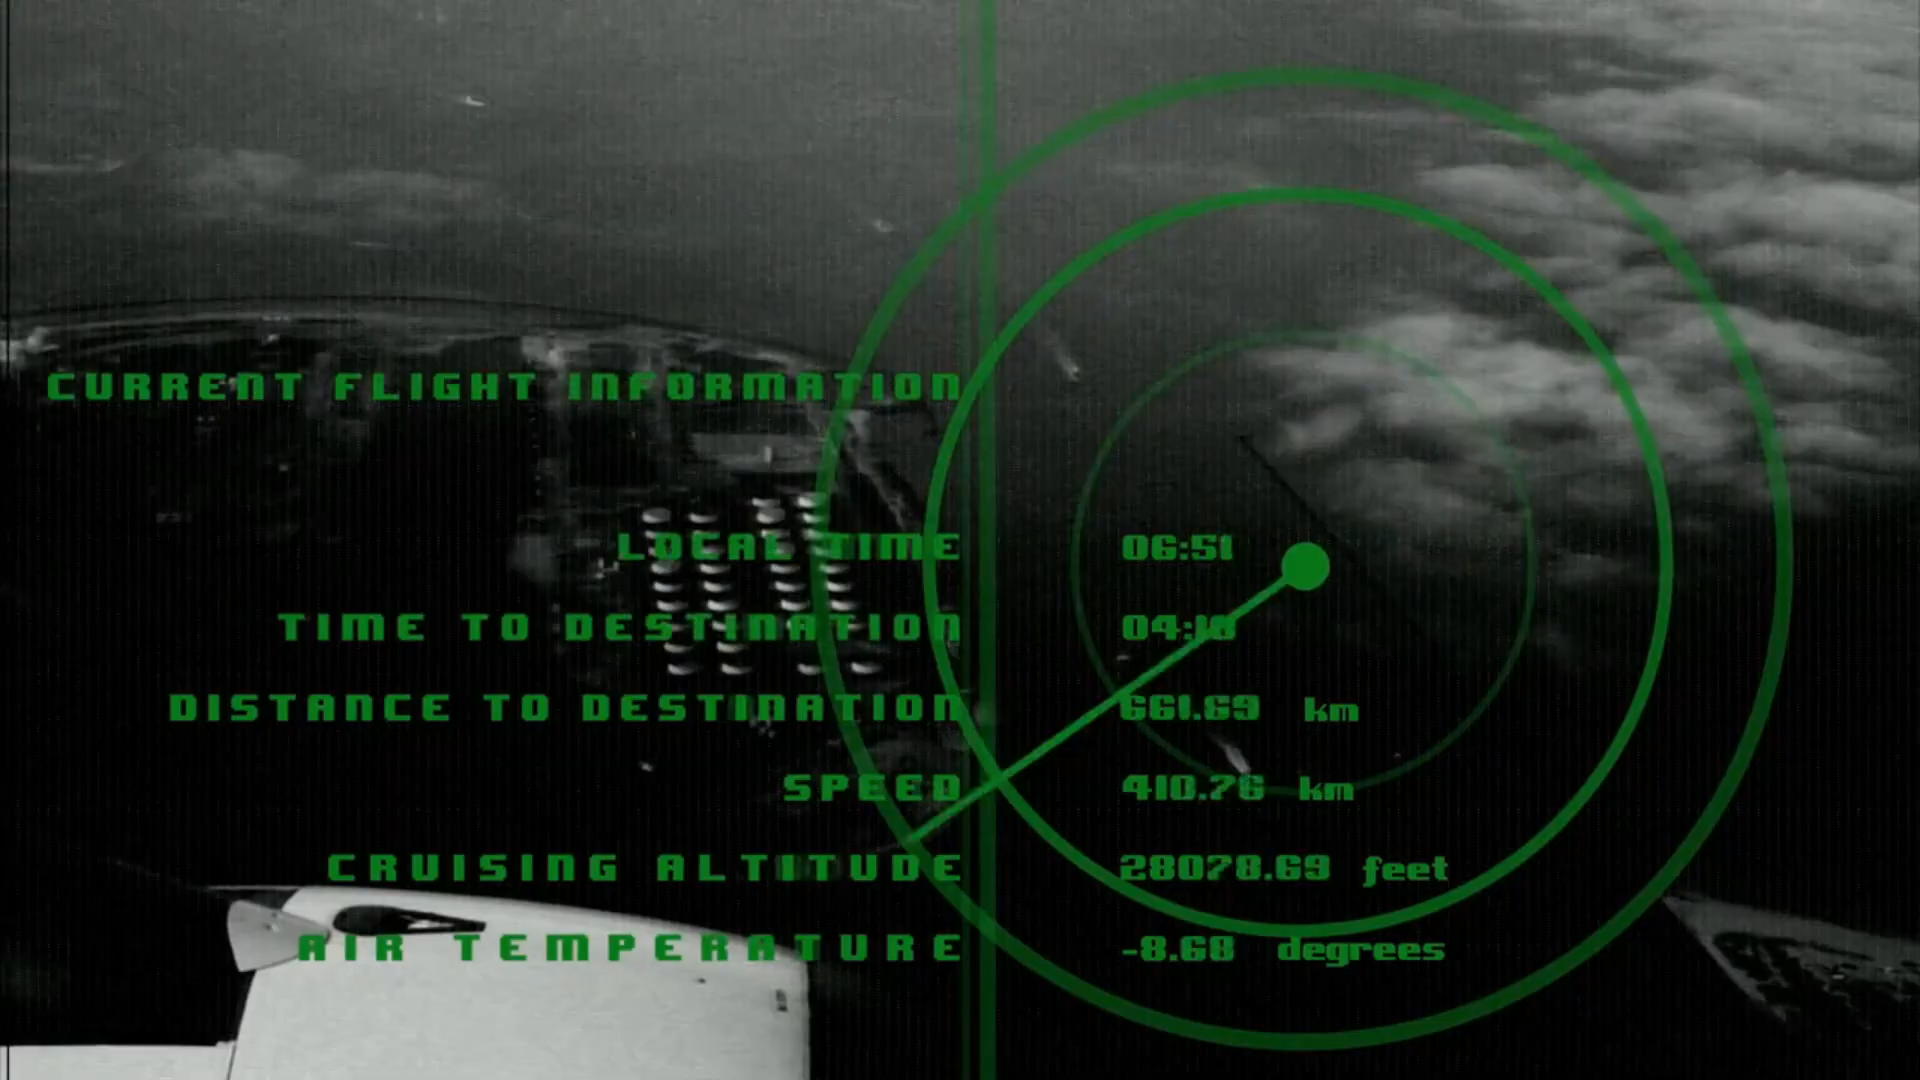 CURRENT FLIGHT INFORMATION
LOCAL TIME 06:51
TIME TO DESTINATION
DISTANCE TO DESTINATION 661.69 km
SPEED 410.76 km
CRUISING ALTITUDE 28078.69 feet
AIR TEMPERATURE -8.68 degrees